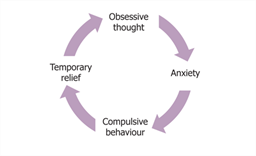 Obsessive
thought
Anxiety
Compulsive
behaviour
Temporary
relief